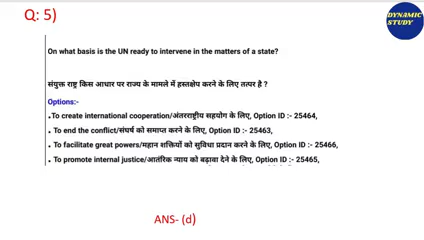 Q: 5)
DYNAMIC
STUDY
On what basis is the UN ready to intervene in the matters of a state?
संयुक्त राष्ट्र किस आधार पर राज्य के मामले में हस्तक्षेप करने के लिए तत्पर है ?
Options:-
• To create international cooperation/अंतरराष्ट्रीय सहयोग के लिए, Option ID :- 25464,
• To end the conflict/संघर्ष को समाप्त करने के लिए, Option ID :- 25463,
• To facilitate great powers/महान शक्तियों को सुविधा प्रदान करने के लिए, Option ID :- 25466,
• To promote internal justice/आतंरिक न्याय को बढ़ावा देने के लिए, Option ID :- 25465,
ANS- (d)